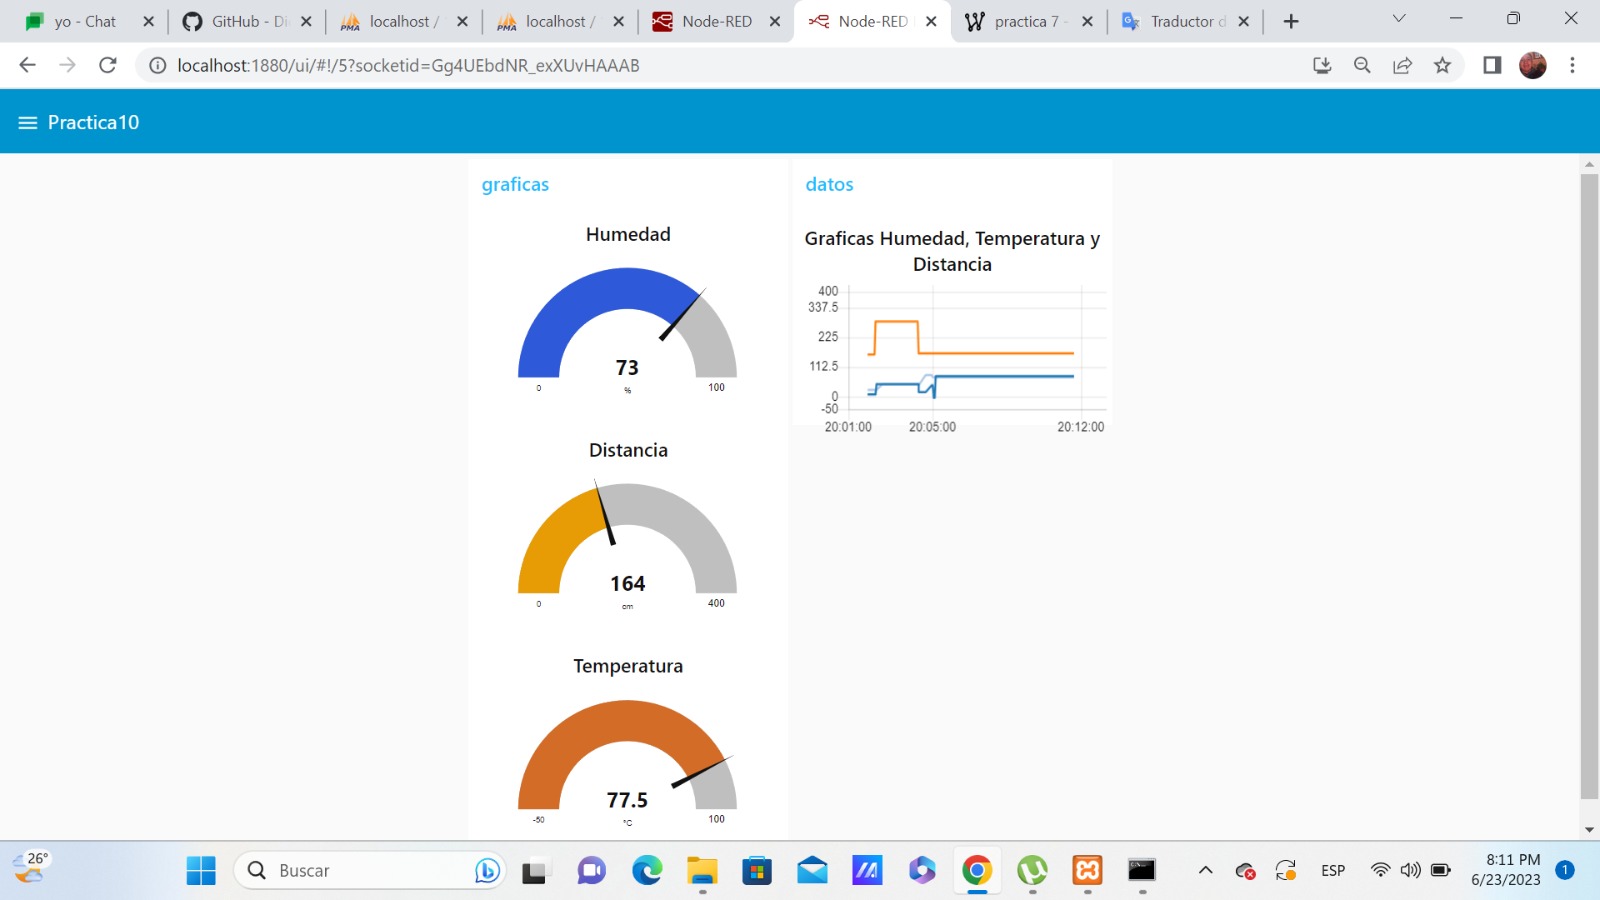 yo - Chat
GitHub - Di
localhost /
localhost /
Node-RED
Node-RED
practica 7 -
Traductor d
localhost:1880/ui/#!/5?socketid=Gg4UEbdNR_exXUvHAAAB
Practica10
graficas
Humedad
73
%
0
100
Distancia
164
cm
0
400
Temperatura
77.5
°C
-50
100
datos
Graficas Humedad, Temperatura y
Distancia
400
337.5
225
112.5
0
-50
20:01:00
20:05:00
20:12:00
26°
Buscar
ESP
8:11 PM
6/23/2023
1